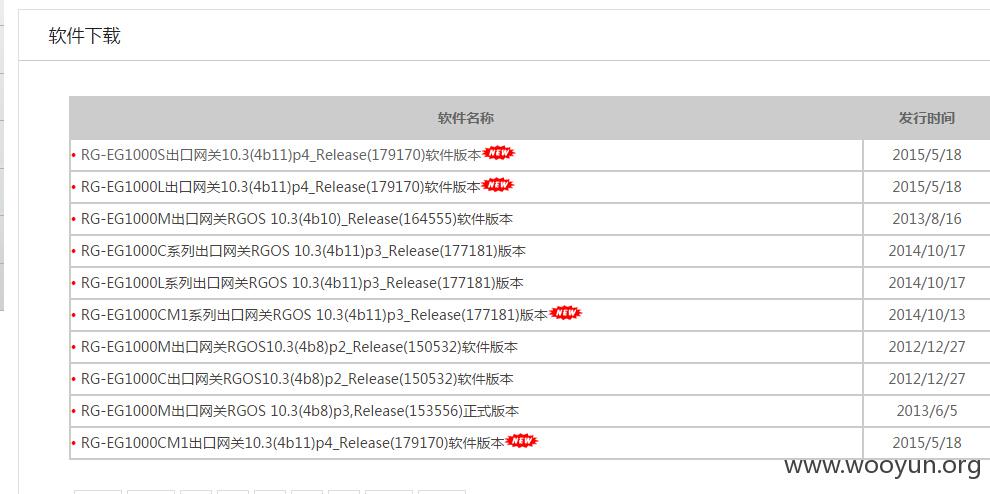 软件下载
软件名称 发行时间
• RG-EG1000S出口网关10.3(4b11)p4_Release(179170)软件版本 NEW 2015/5/18
• RG-EG1000L出口网关10.3(4b11)p4_Release(179170)软件版本 NEW 2015/5/18
• RG-EG1000M出口网关RGOS 10.3(4b10)_Release(164555)软件版本 2013/8/16
• RG-EG1000C系列出口网关RGOS 10.3(4b11)p3_Release(177181)版本 2014/10/17
• RG-EG1000L系列出口网关RGOS 10.3(4b11)p3_Release(177181)版本 2014/10/17
• RG-EG1000CM1系列出口网关RGOS 10.3(4b11)p3_Release(177181)版本 NEW 2014/10/13
• RG-EG1000M出口网关RGOS10.3(4b8)p2_Release(150532)软件版本 2012/12/27
• RG-EG1000C出口网关RGOS10.3(4b8)p2_Release(150532)软件版本 2012/12/27
• RG-EG1000M出口网关RGOS 10.3(4b8)p3,Release(153556)正式版本 2013/6/5
• RG-EG1000CM1出口网关10.3(4b11)p4_Release(179170)软件版本 NEW 2015/5/18
www.wooyun.org